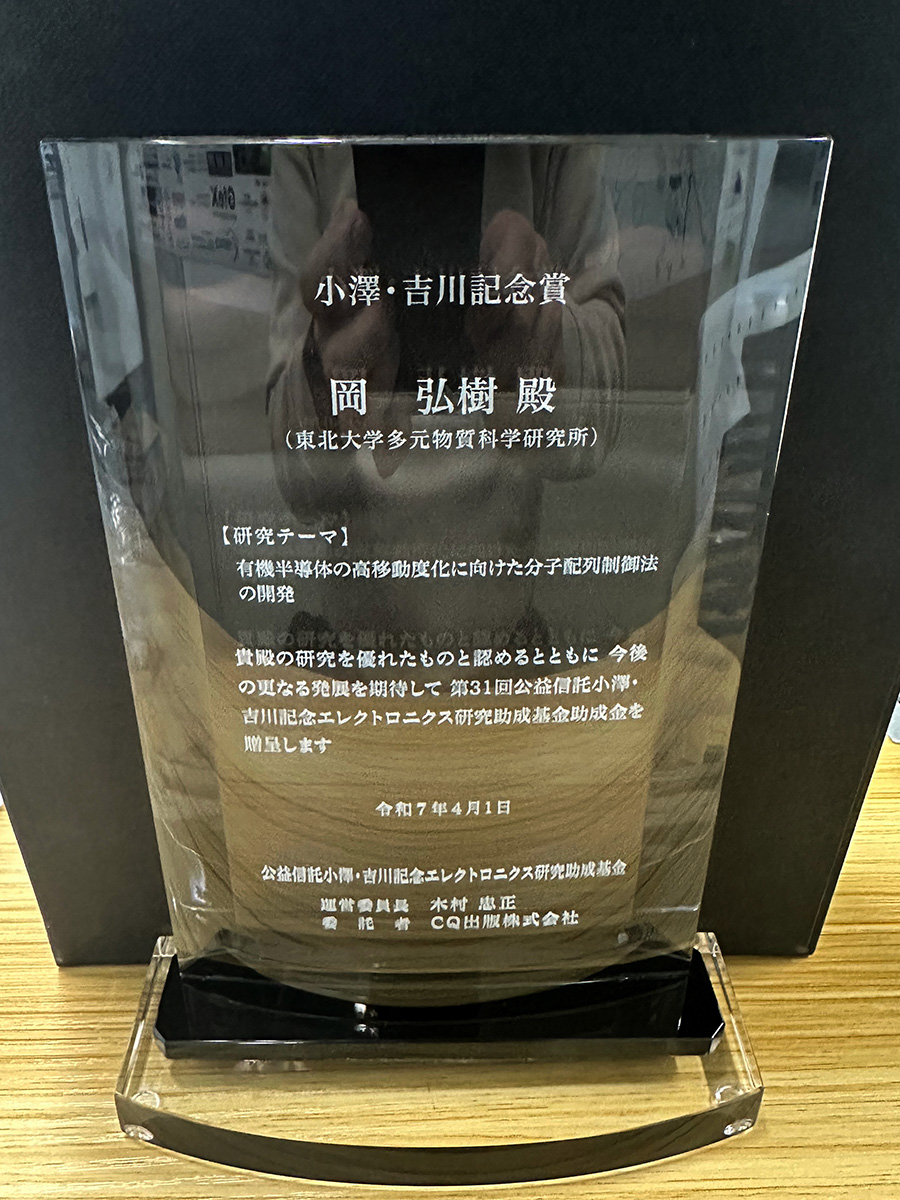 小澤・吉川記念賞
岡 弘樹 殿
（東北大学多元物質科学研究所）
【研究テーマ】
有機半導体の高移動度化に向けた分子配列制御法
の開発
貴殿の研究を優れたものと認めるとともに 今後
の更なる発展を期待して 第31回公益信託小澤・
吉川記念エレクトロニクス研究助成基金助成金を
贈呈します
令和7年4月1日
公益信託小澤・吉川記念エレクトロニクス研究助成基金
運営委員長 木村 忠正
委託者 CQ出版株式会社